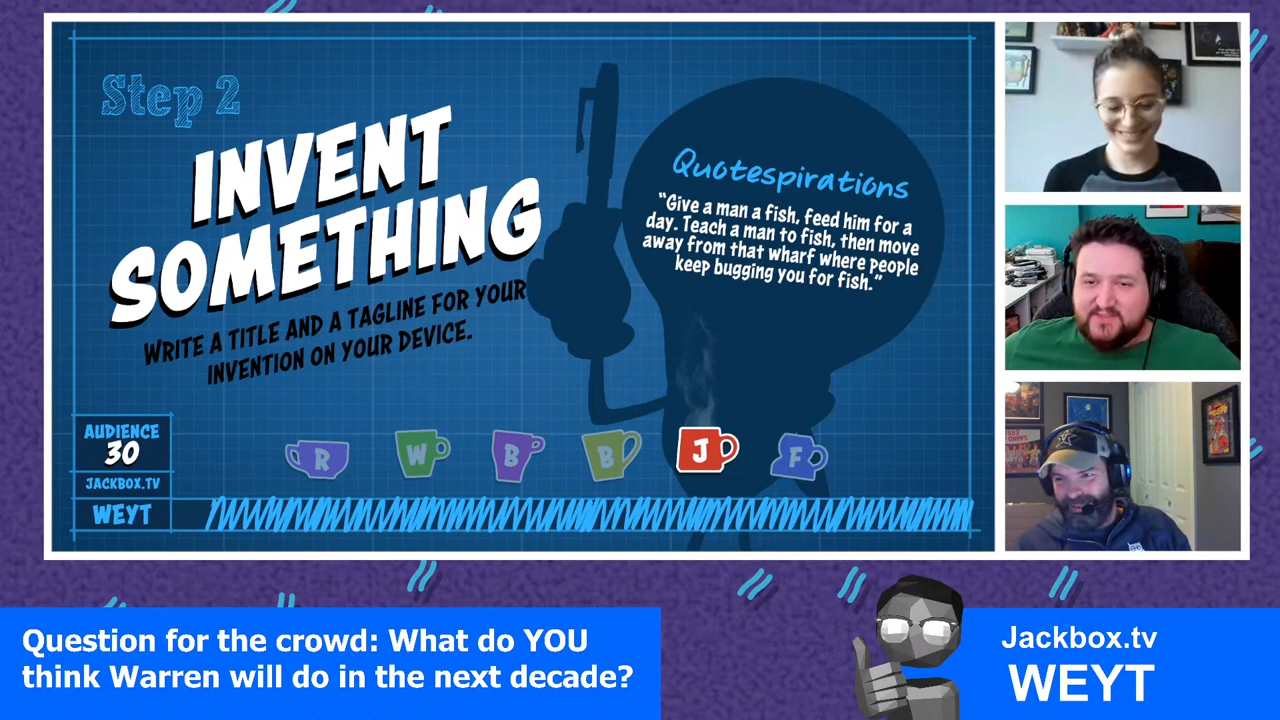 Step 2
INVENT
SOMETHING
WRITE A TITLE AND A TAGLINE FOR YOUR
INVENTION ON YOUR DEVICE.
Quotespirations
"Give a man a fish, feed him for a
day. Teach a man to fish, then move
away from that wharf where people
keep bugging you for fish."
AUDIENCE
30
JACKBOX.TV
WEYT
R W B B J F
Question for the crowd: What do YOU
think Warren will do in the next decade?
Jackbox.tv
WEYT